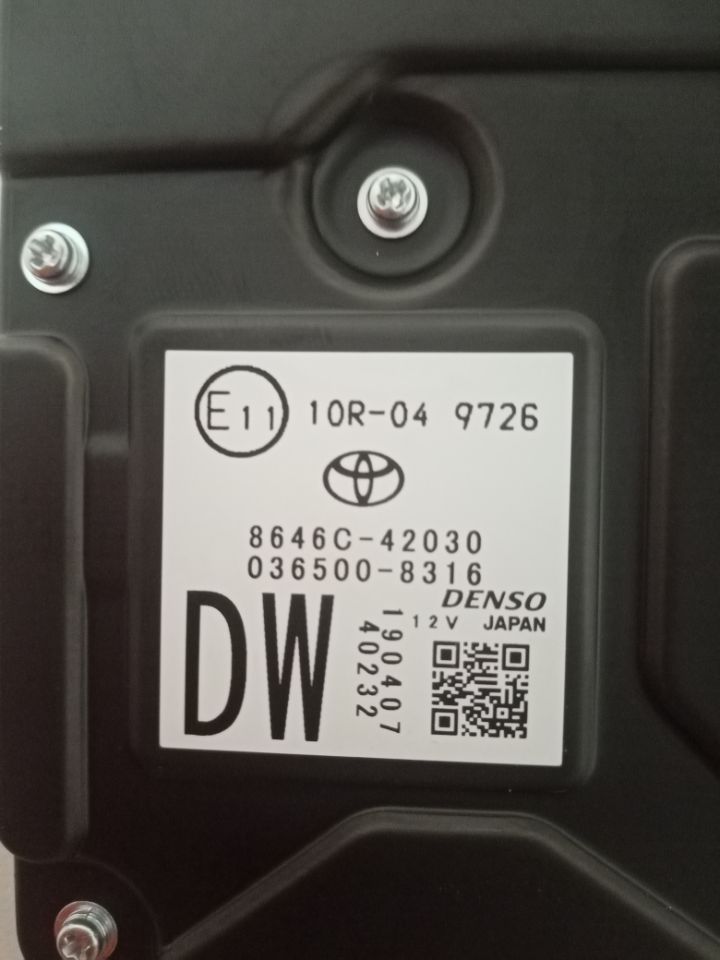 E11 10R-04 9726
8646C-42030
036500-8316
DENSO
12V JAPAN
DW
190407
40232